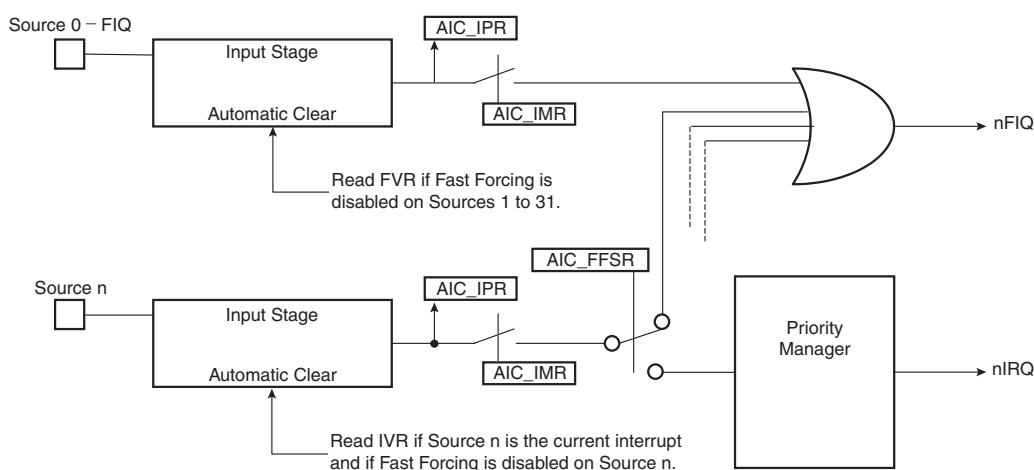 Source 0 – FIQ
Input Stage
Automatic Clear
AIC_IPR
AIC_IMR
nFIQ
Read FVR if Fast Forcing is
disabled on Sources 1 to 31.
AIC_FFSR
Source n
Input Stage
Automatic Clear
AIC_IPR
AIC_IMR
Priority
Manager
nIRQ
Read IVR if Source n is the current interrupt
and if Fast Forcing is disabled on Source n.